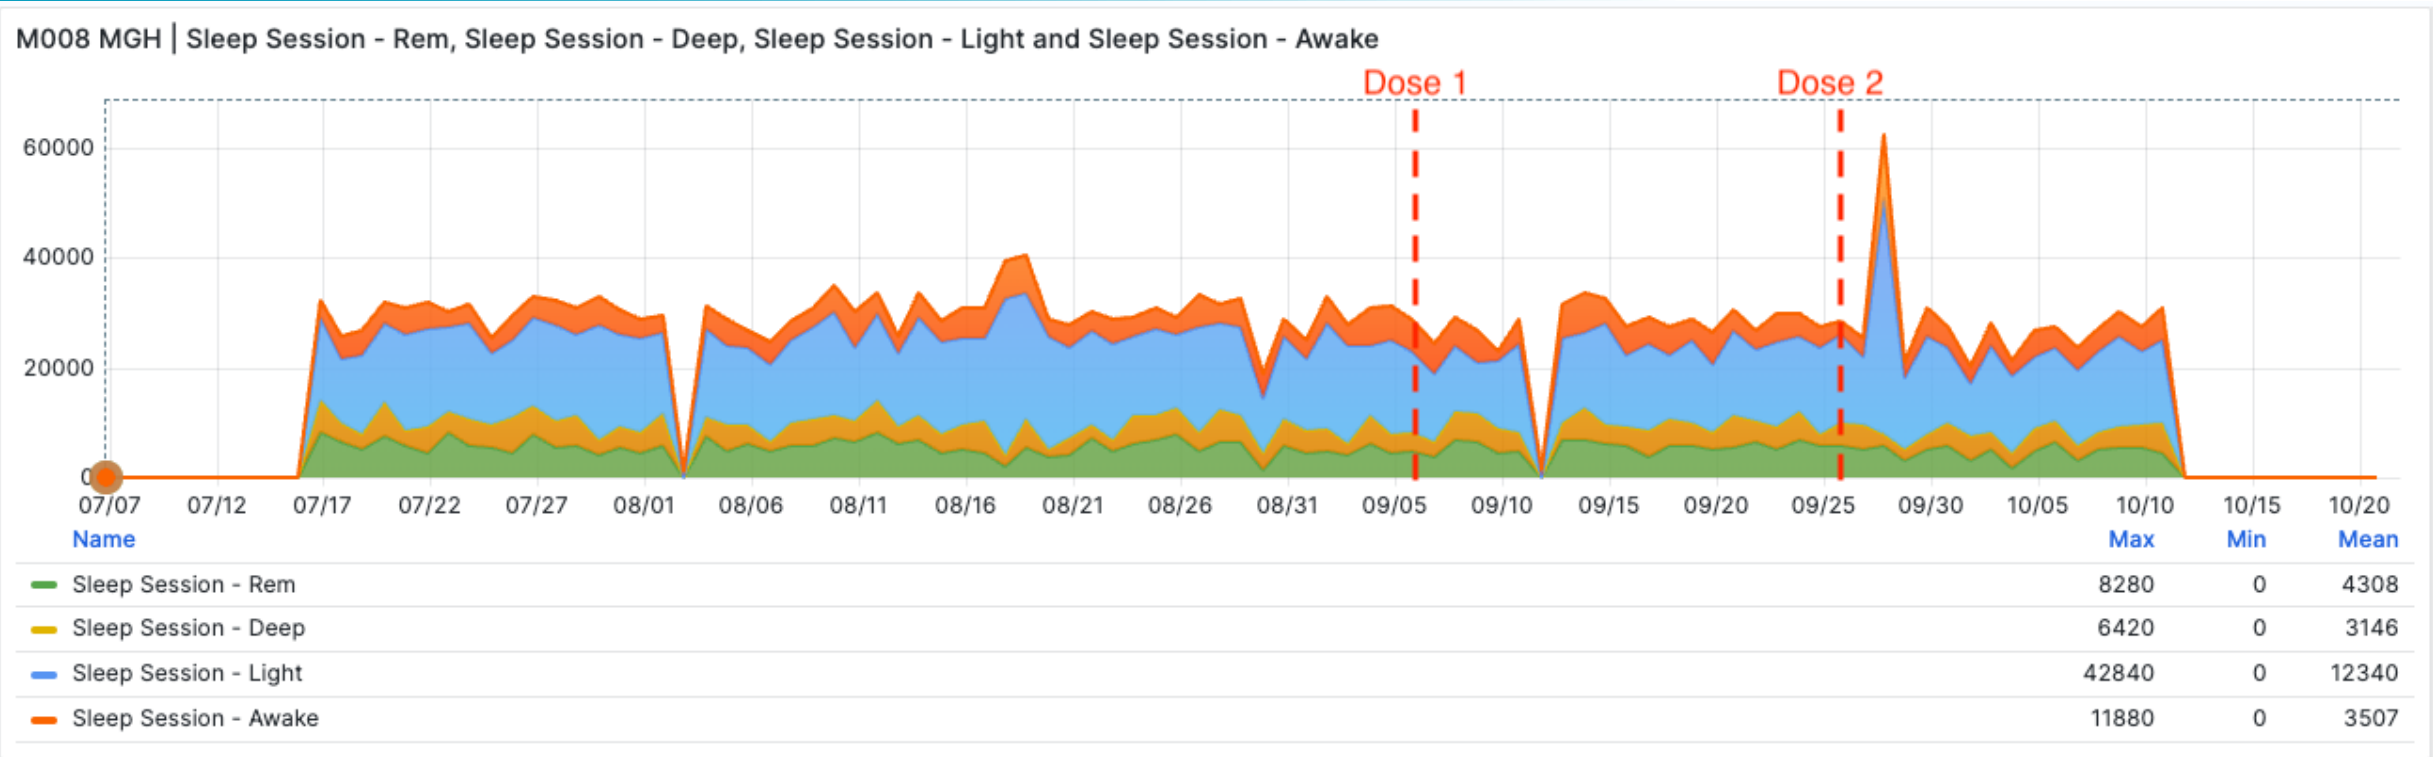 M008 MGH | Sleep Session - Rem, Sleep Session - Deep, Sleep Session - Light and Sleep Session - Awake
Dose 1 Dose 2
60000
40000
20000
0
07/07 07/12 07/17 07/22 07/27 08/01 08/06 08/11 08/16 08/21 08/26 08/31 09/05 09/10 09/15 09/20 09/25 09/30 10/05 10/10 10/15 10/20
Name Max Min Mean
Sleep Session - Rem 8280 0 4308
Sleep Session - Deep 6420 0 3146
Sleep Session - Light 42840 0 12340
Sleep Session - Awake 11880 0 3507